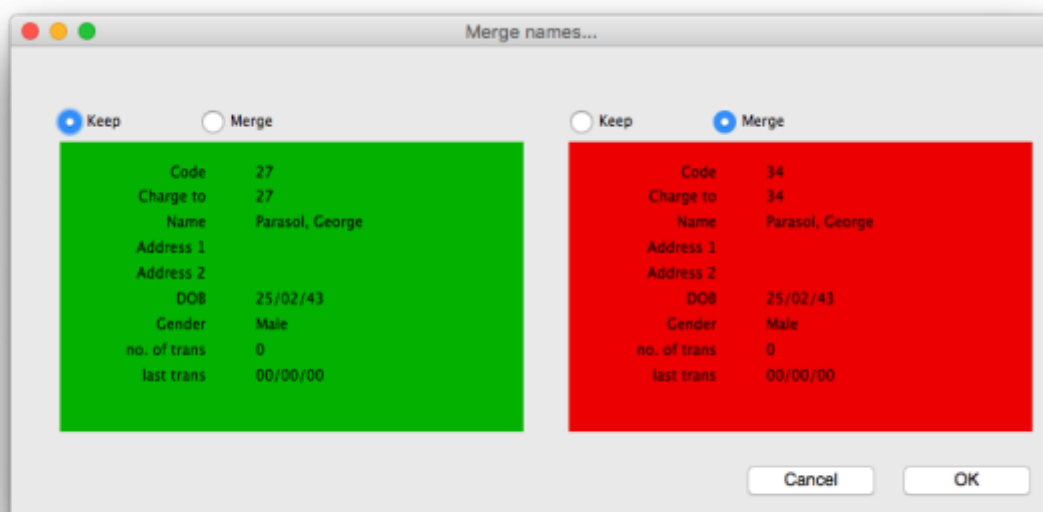 Merge names...
Keep Merge Keep Merge
Code 27
Charge to 27
Name Parasol, George
Address 1
Address 2
DOB 25/02/43
Gender Male
no. of trans 0
last trans 00/00/00
Code 34
Charge to 34
Name Parasol, George
Address 1
Address 2
DOB 25/02/43
Gender Male
no. of trans 0
last trans 00/00/00
Cancel OK